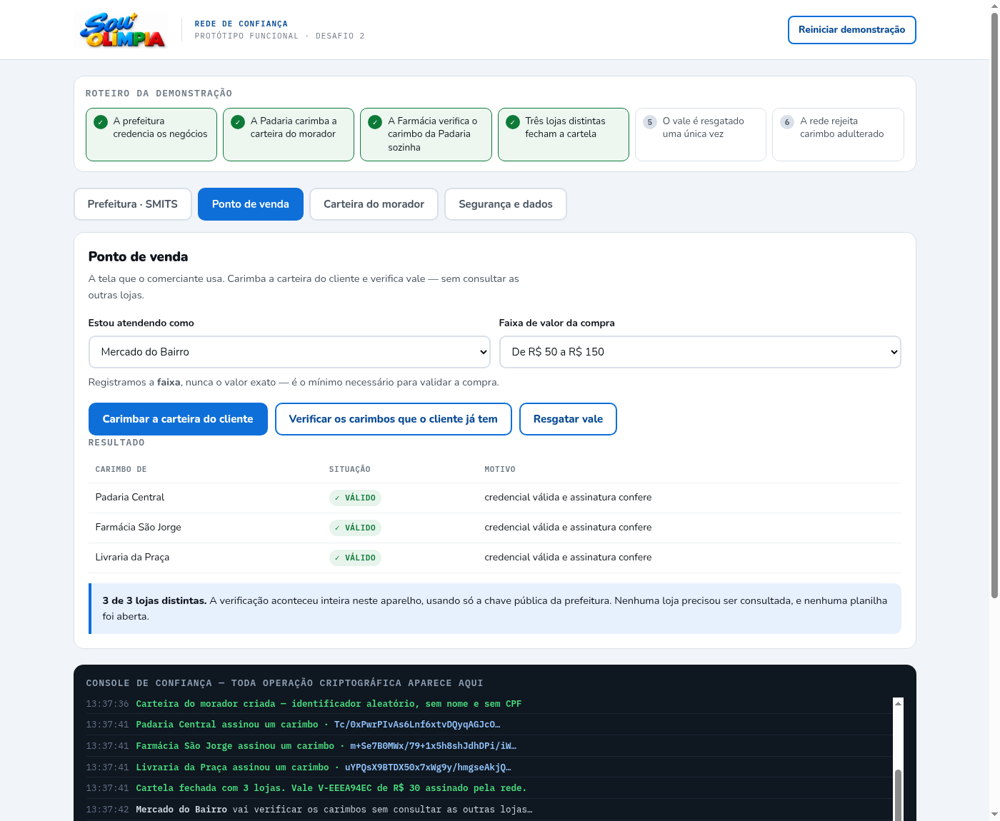 Sou
OLÍMPIA
REDE DE CONFIANÇA
PROTÓTIPO FUNCIONAL · DESAFIO 2
Reiniciar demonstração
ROTEIRO DA DEMONSTRAÇÃO
✓ A prefeitura
credencia os negócios
✓ A Padaria carimba a
carteira do morador
✓ A Farmácia verifica o
carimbo da Padaria
sozinha
✓ Três lojas distintas
fecham a cartela
5 O vale é resgatado
uma única vez
6 A rede rejeita
carimbo adulterado
Prefeitura · SMITS
Ponto de venda
Carteira do morador
Segurança e dados
Ponto de venda
A tela que o comerciante usa. Carimba a carteira do cliente e verifica vale — sem consultar as
outras lojas.
Estou atendendo como
Mercado do Bairro
Faixa de valor da compra
De R$ 50 a R$ 150
Registramos a faixa, nunca o valor exato — é o mínimo necessário para validar a compra.
Carimbar a carteira do cliente
Verificar os carimbos que o cliente já tem
Resgatar vale
RESULTADO
CARIMBO DE SITUAÇÃO MOTIVO
Padaria Central ✓ VÁLIDO credencial válida e assinatura confere
Farmácia São Jorge ✓ VÁLIDO credencial válida e assinatura confere
Livraria da Praça ✓ VÁLIDO credencial válida e assinatura confere
3 de 3 lojas distintas. A verificação aconteceu inteira neste aparelho, usando só a chave pública da prefeitura. Nenhuma loja precisou ser consultada, e nenhuma planilha
foi aberta.
CONSOLE DE CONFIANÇA — TODA OPERAÇÃO CRIPTOGRÁFICA APARECE AQUI
13:37:36 Carteira do morador criada — identificador aleatório, sem nome e sem CPF
13:37:41 Padaria Central assinou um carimbo · Tc/0xPwrPIvAs6Lnf6xtvDQyqAGJcO…
13:37:41 Farmácia São Jorge assinou um carimbo · m+Se7B0MWx/79+1x5h8shJdhDPi/iW…
13:37:41 Livraria da Praça assinou um carimbo · uYPQsX9BTDX50x7xWg9y/hmgseAkjQ…
13:37:41 Cartela fechada com 3 lojas. Vale V-EEEA94EC de R$ 30 assinado pela rede.
13:37:42 Mercado do Bairro vai verificar os carimbos sem consultar as outras lojas…